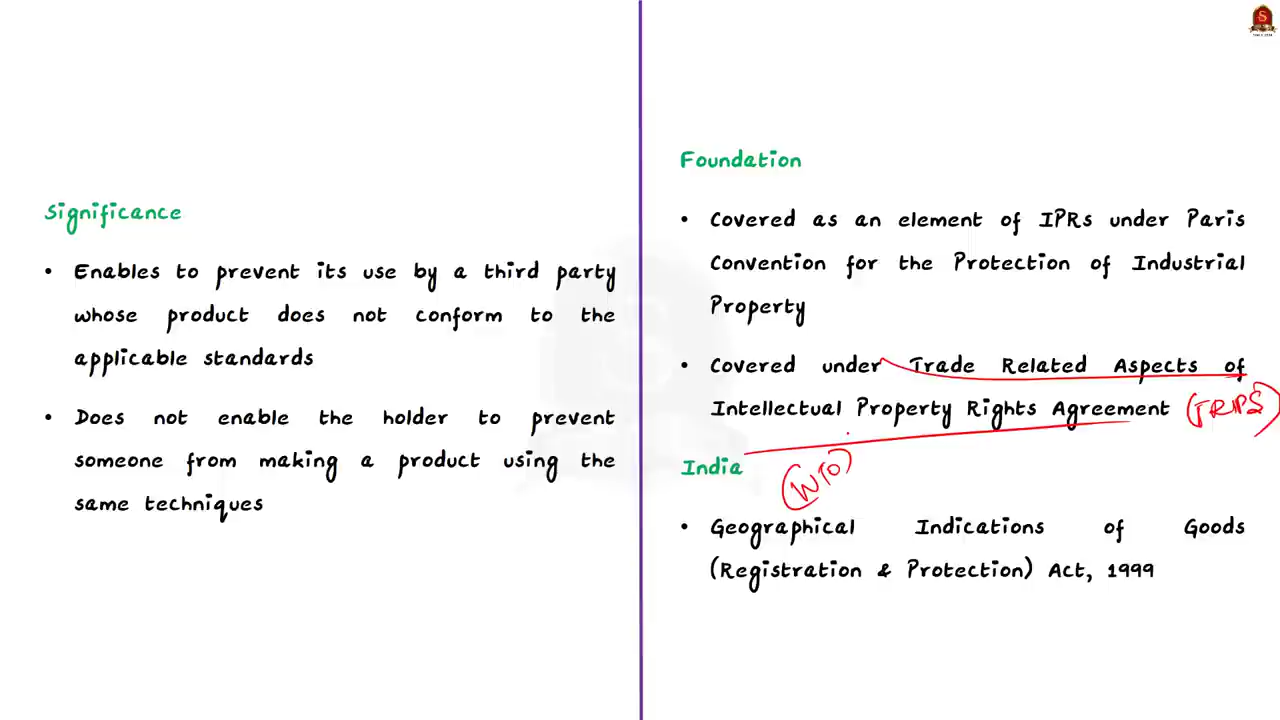 Significance
• Enables to prevent its use by a third party
whose product does not conform to the
applicable standards
• Does not enable the holder to prevent
someone from making a product using the
same techniques
Foundation
• Covered as an element of IPRs under Paris
Convention for the Protection of Industrial
Property
• Covered under Trade Related Aspects of
Intellectual Property Rights Agreement (TRIPS)
India
(WTO)
• Geographical Indications of Goods
(Registration & Protection) Act, 1999